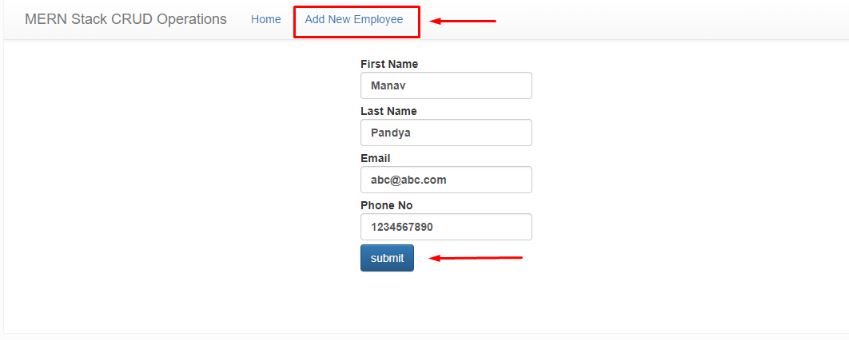 MERN Stack CRUD Operations Home Add New Employee
First Name
Manav
Last Name
Pandya
Email
abc@abc.com
Phone No
1234567890
submit